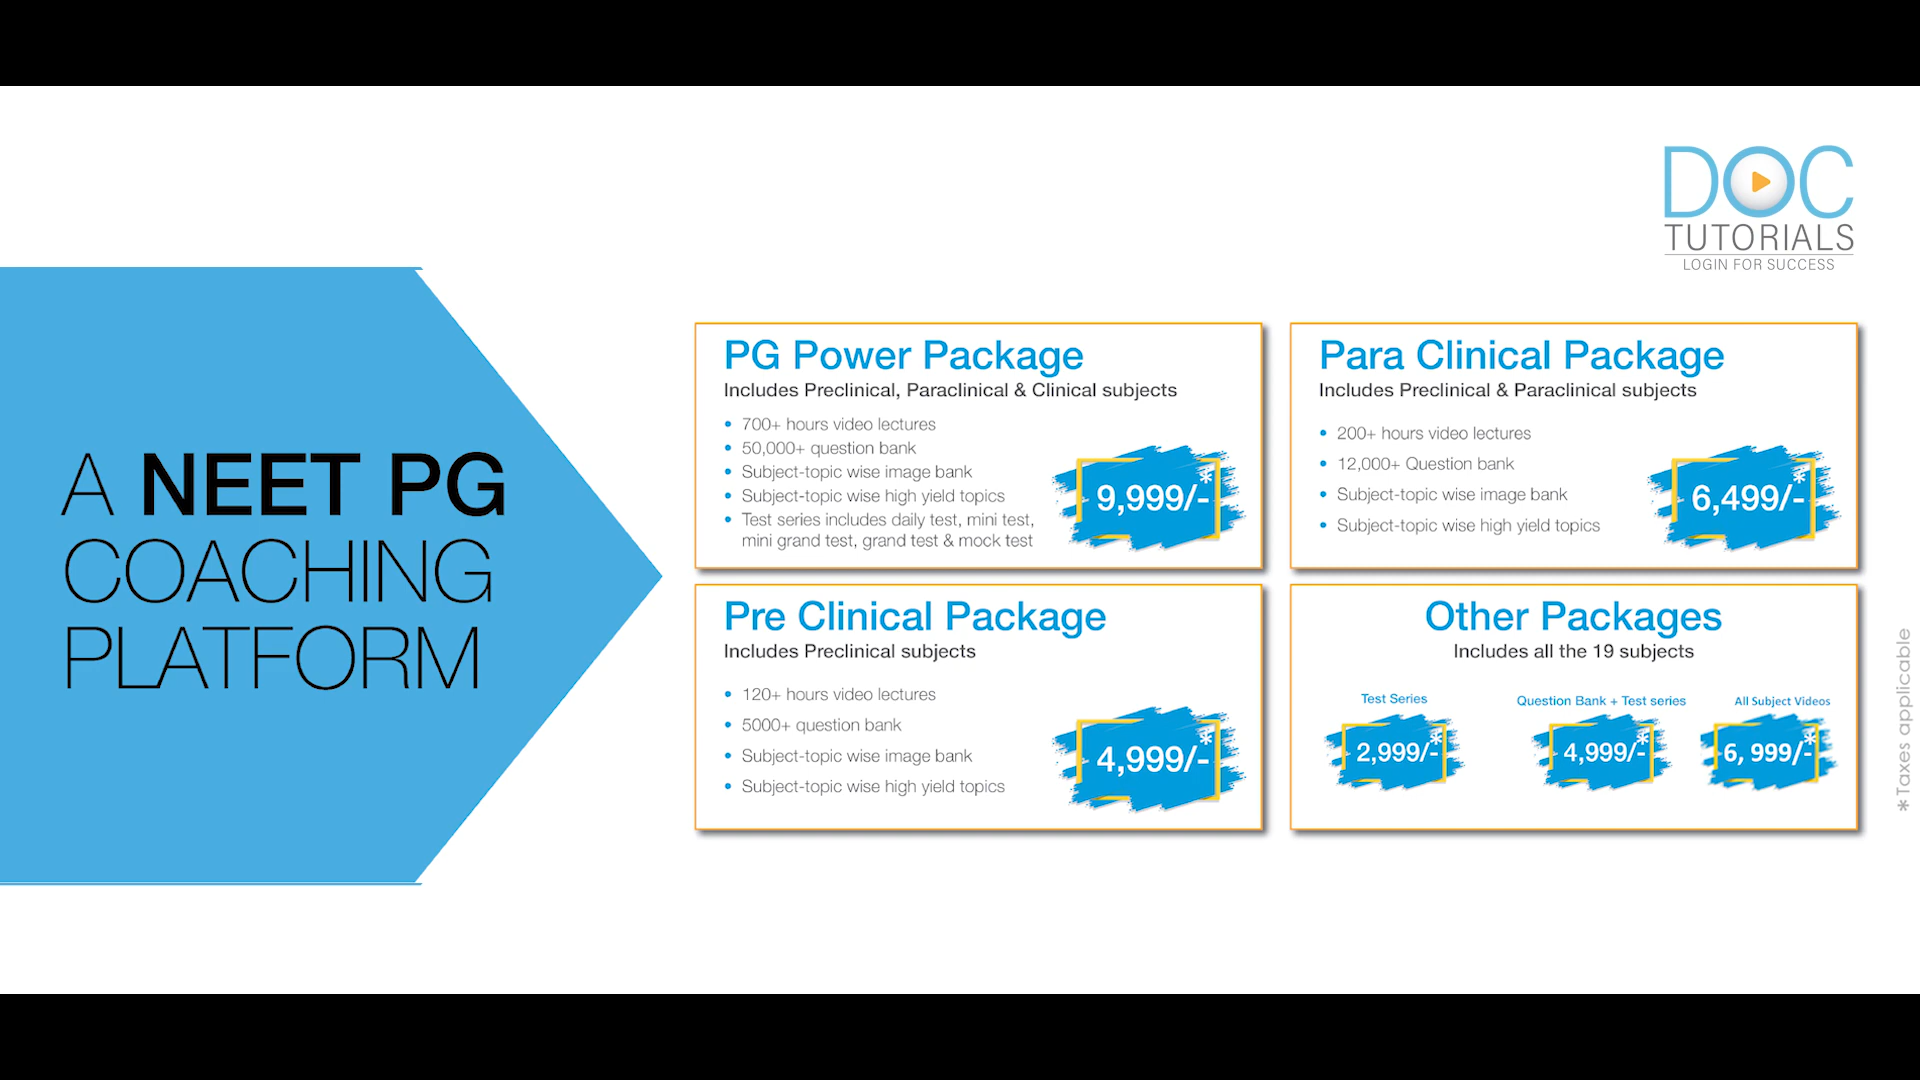 DOC
TUTORIALS
LOGIN FOR SUCCESS
A NEET PG
COACHING
PLATFORM
PG Power Package
Includes Preclinical, Paraclinical & Clinical subjects
• 700+ hours video lectures
• 50,000+ question bank
• Subject-topic wise image bank
• Subject-topic wise high yield topics
• Test series includes daily test, mini test,
mini grand test, grand test & mock test
9,999/-*
Para Clinical Package
Includes Preclinical & Paraclinical subjects
• 200+ hours video lectures
• 12,000+ Question bank
• Subject-topic wise image bank
• Subject-topic wise high yield topics
6,499/-*
Pre Clinical Package
Includes Preclinical subjects
• 120+ hours video lectures
• 5000+ question bank
• Subject-topic wise image bank
• Subject-topic wise high yield topics
4,999/-*
Other Packages
Includes all the 19 subjects
Test Series
2,999/-*
Question Bank + Test series
4,999/-*
All Subject Videos
6, 999/-*
*Taxes applicable